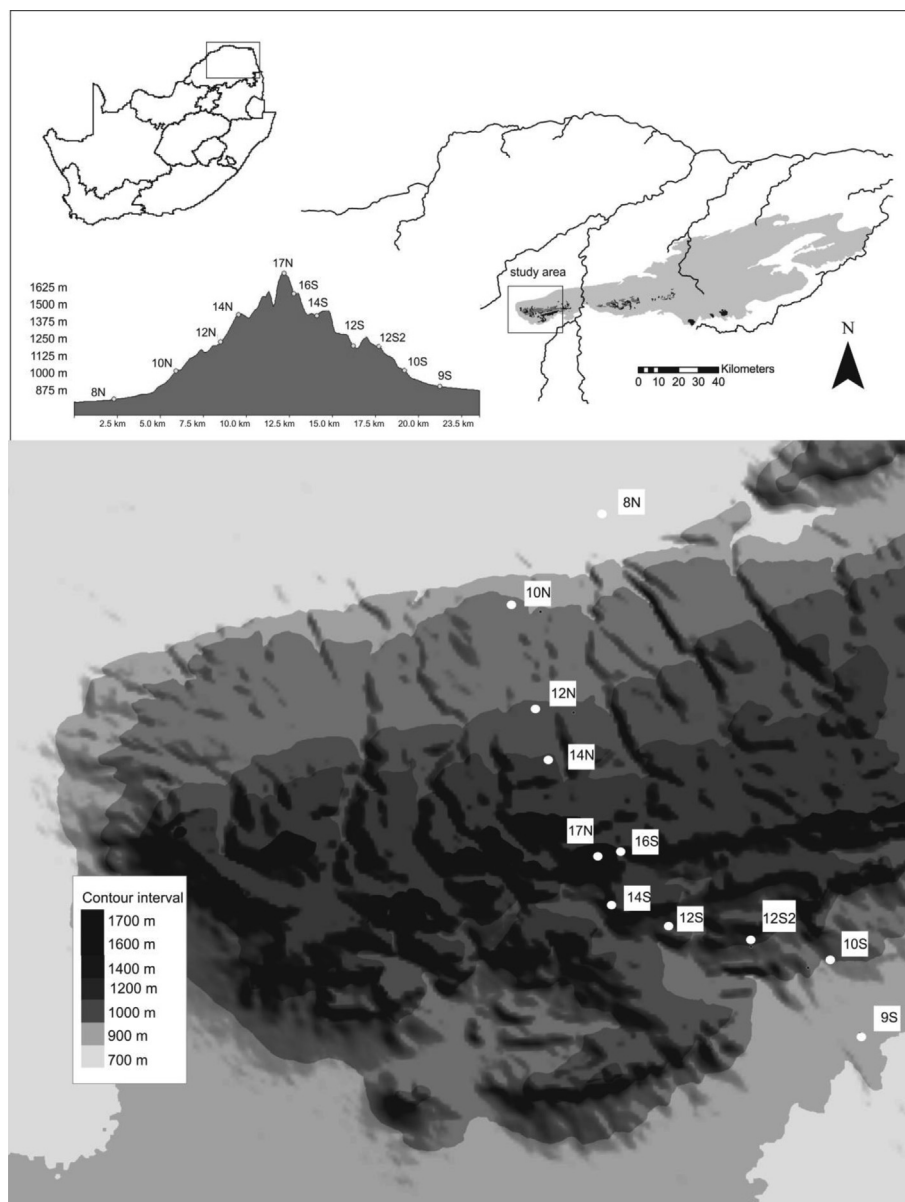 study area
N
Kilometers
0 10 20 30 40
17N
16S
14N
14S
12N
12S
12S2
10N
10S
9S
8N
1625 m
1500 m
1375 m
1250 m
1125 m
1000 m
875 m
2.5 km 5.0 km 7.5 km 10.0 km 12.5 km 15.0 km 17.5 km 20.0 km 23.5 km
8N
10N
12N
14N
17N
16S
14S
12S
12S2
10S
9S
Contour interval
1700 m
1600 m
1400 m
1200 m
1000 m
900 m
700 m